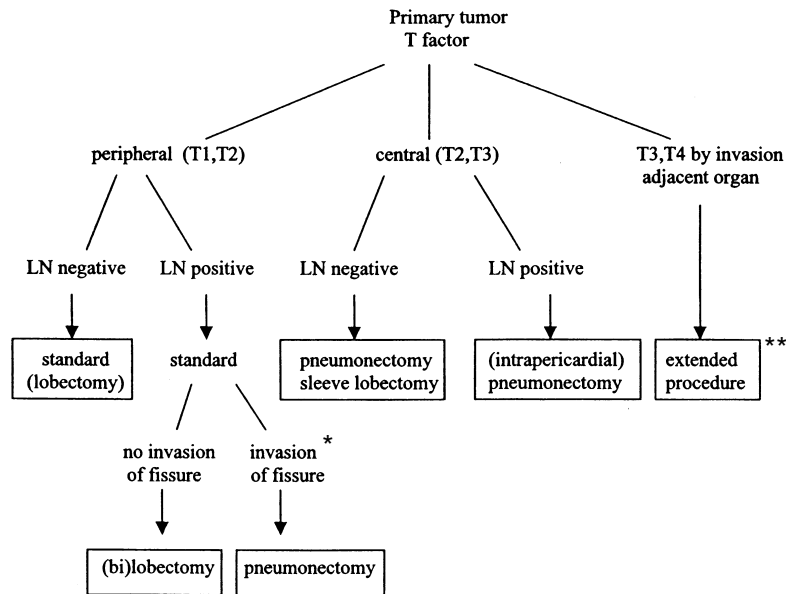 Primary tumor
T factor
peripheral (T1,T2)
central (T2,T3)
T3,T4 by invasion
adjacent organ
LN negative
LN positive
LN negative
LN positive
standard
(lobectomy)
standard
pneumonectomy
sleeve lobectomy
(intrapericardial)
pneumonectomy
extended
procedure
**
no invasion
of fissure
invasion *
of fissure
(bi)lobectomy
pneumonectomy